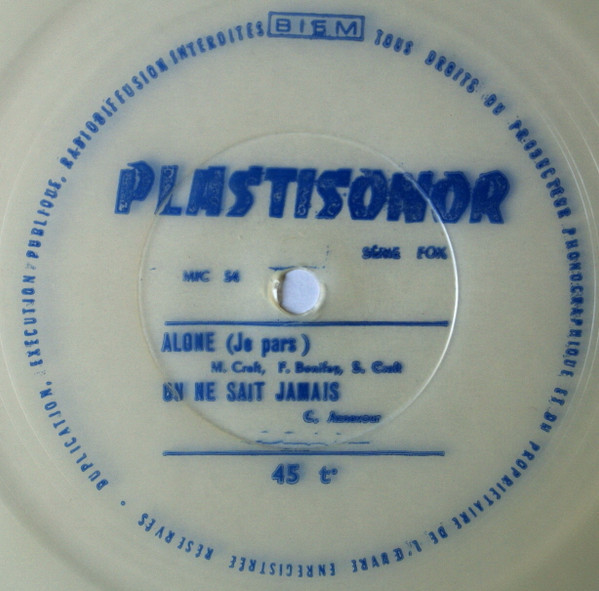 BIEM
TOUS DROITS DU PRODUCTEUR PHONOGRAPHIQUE ET DU PROPRIETAIRE DE L'ŒUVRE ENREGISTREE RESERVES • DUPLICATION, EXECUTION PUBLIQUE, RADIODIFFUSION INTERDITES
PLASTISONOR
SÉRIE FOX
MIC 54
ALONE (Je pars)
M. Craft, F. Bonifay, S. Craft
ON NE SAIT JAMAIS
C. Aznavour
45 t^e